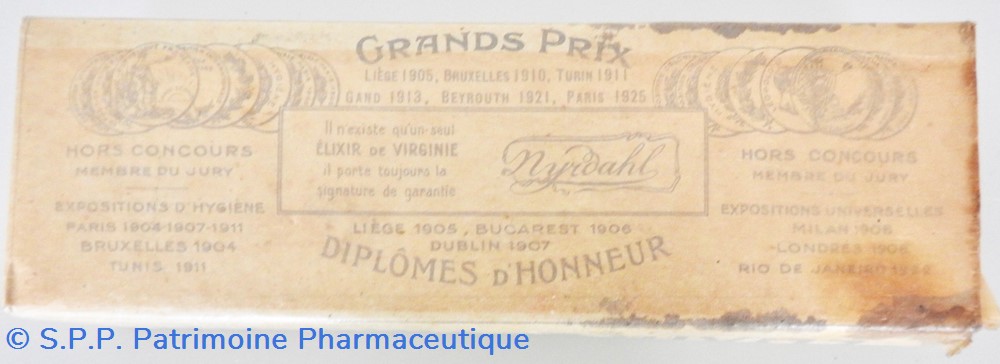 GRANDS PRIX
LIÈGE 1905, BRUXELLES 1910, TURIN 1911
GAND 1913, BEYROUTH 1921, PARIS 1925
HORS CONCOURS
MEMBRE DU JURY
EXPOSITIONS D'HYGIÈNE
PARIS 1904-1907-1911
BRUXELLES 1904
TUNIS 1911
Il n'existe qu'un seul
ÉLIXIR de VIRGINIE
il porte toujours la
signature de garantie
Nyrdahl
LIÈGE 1905, BUCAREST 1906
DUBLIN 1907
DIPLÔMES D'HONNEUR
HORS CONCOURS
MEMBRE DU JURY
EXPOSITIONS UNIVERSELLES
MILAN 1906
LONDRES 1908
RIO DE JANEIRO
© S.P.P. Patrimoine Pharmaceutique